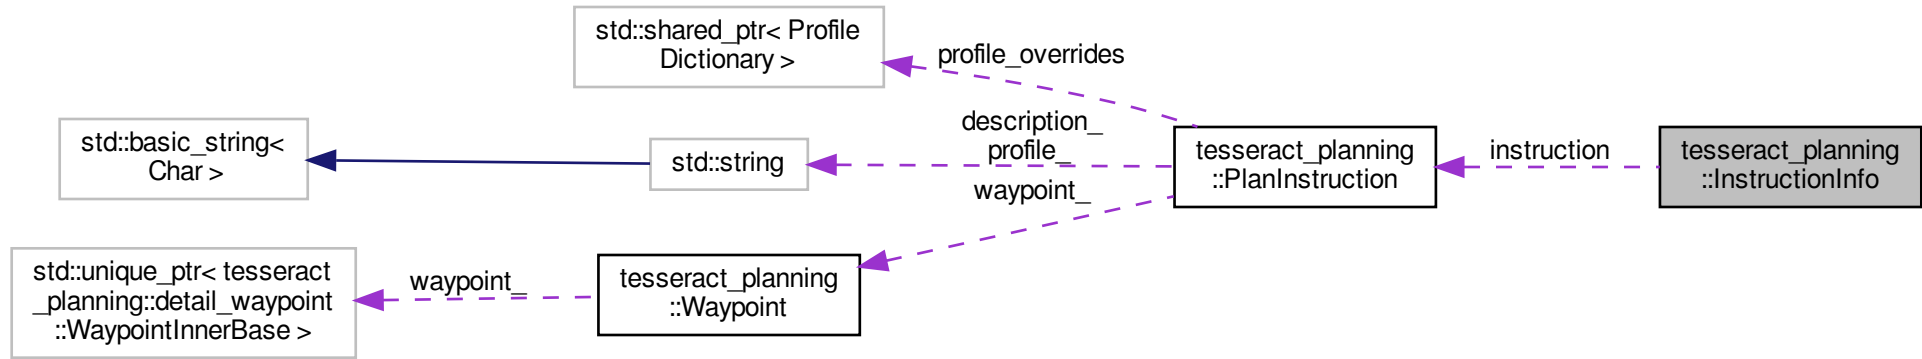 std::shared_ptr< Profile
Dictionary >
profile_overrides
std::basic_string<
Char >
std::string
description_
profile_
tesseract_planning
::PlanInstruction
instruction
tesseract_planning
::InstructionInfo
waypoint_
std::unique_ptr< tesseract
_planning::detail_waypoint
::WaypointInnerBase >
waypoint_
tesseract_planning
::Waypoint